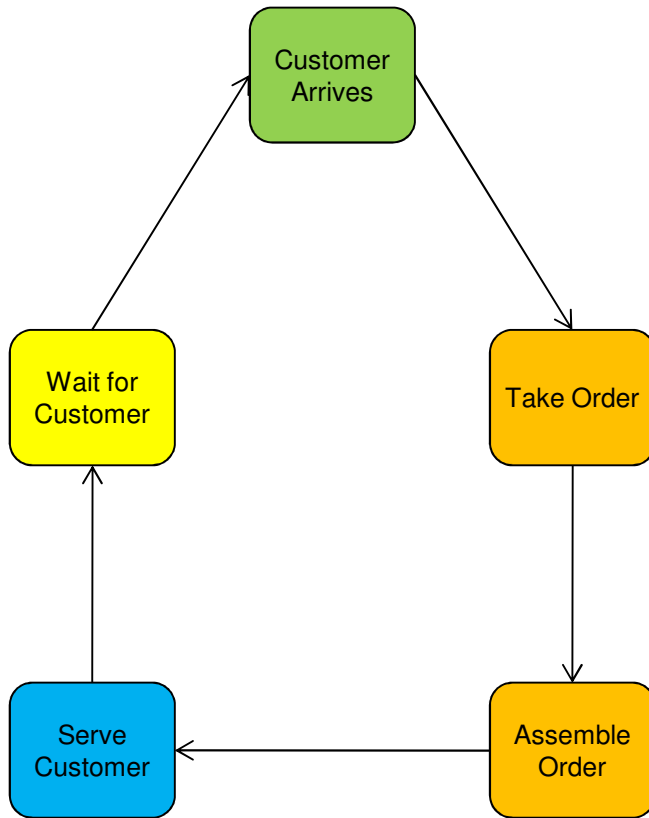 Customer
Arrives
Wait for
Customer
Take Order
Serve
Customer
Assemble
Order